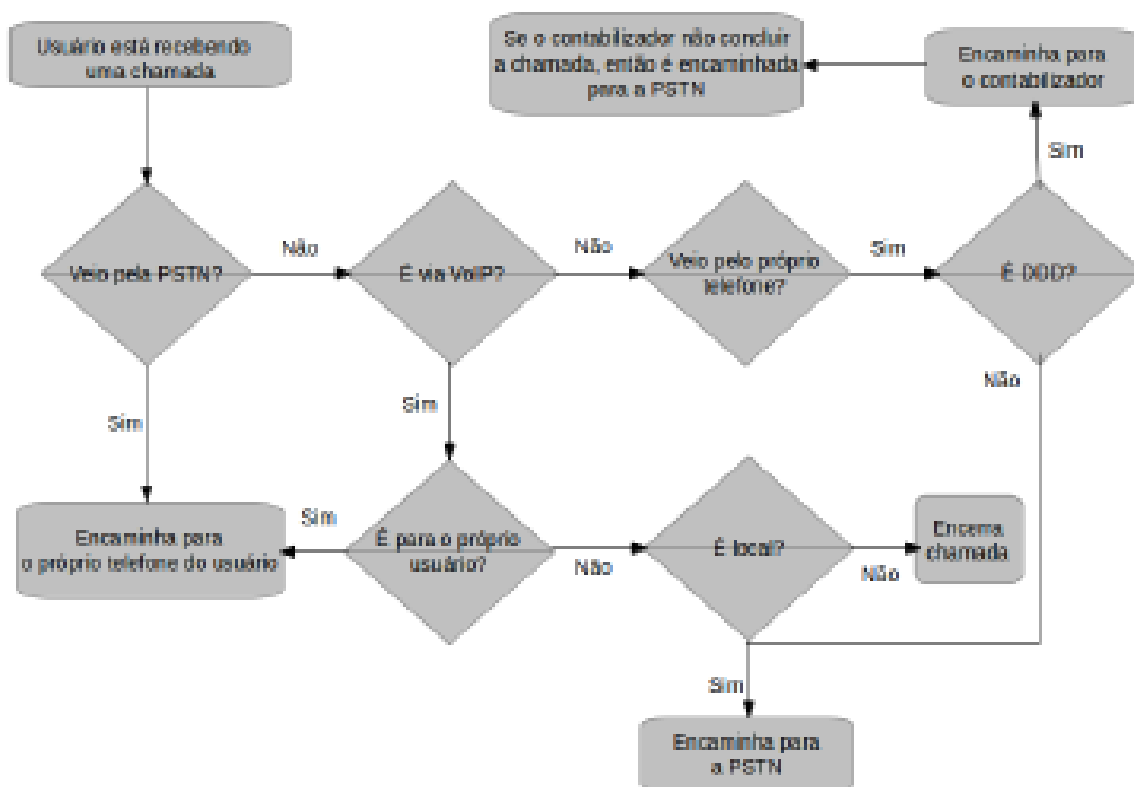 Usuário está recebendo
uma chamada
Se o contabilizador não concluir
a chamada, então é encaminhada
para a PSTN
Encaminha para
o contabilizador
Sim
Veio pela PSTN?
Não
É via VoIP?
Não
Veio pelo próprio
telefone?
Sim
É DDD?
Não
Sim
Sim
Encaminha para
o próprio telefone do usuário
Sim
É para o próprio
usuário?
Não
É local?
Não
Encerra
chamada
Sim
Encaminha para
a PSTN